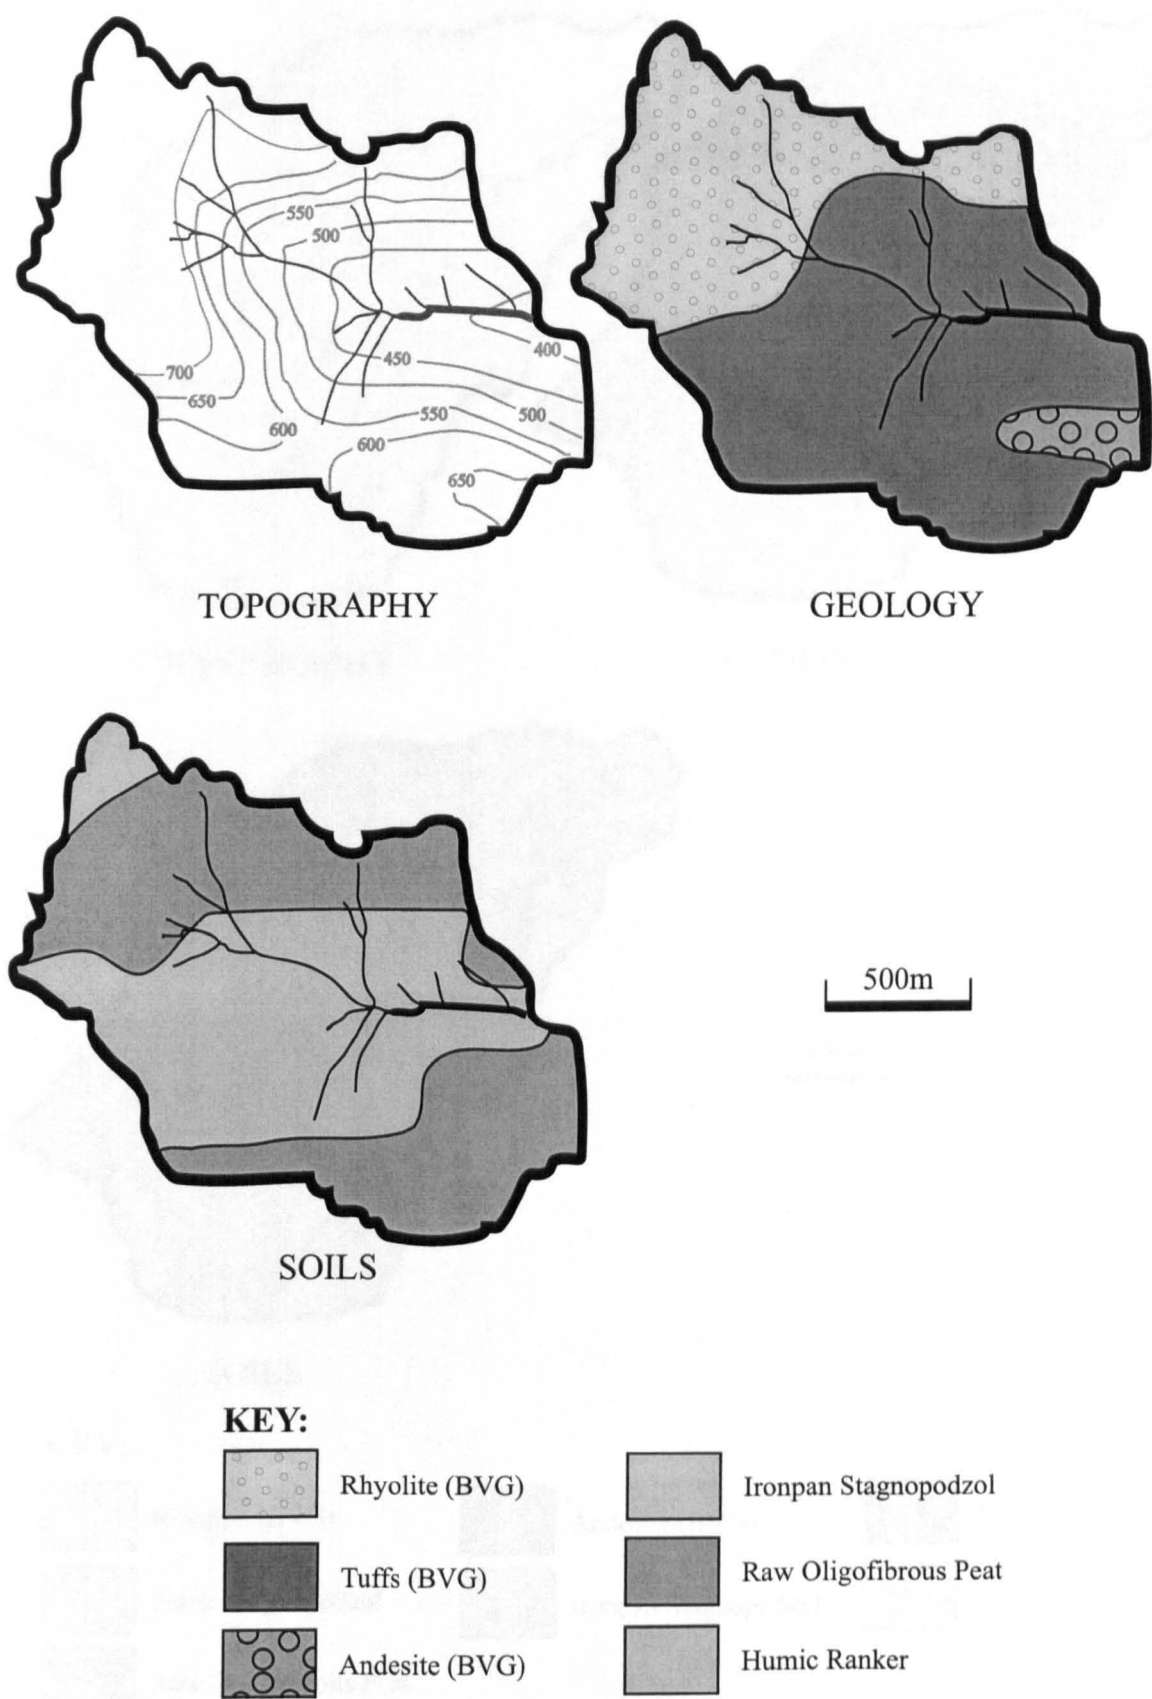 550
500
700
450
400
650
550
500
600
600
650
TOPOGRAPHY
GEOLOGY
500m
SOILS
KEY:
Rhyolite (BVG)
Ironpan Stagnopodzol
Tuffs (BVG)
Raw Oligofibrous Peat
Andesite (BVG)
Humic Ranker